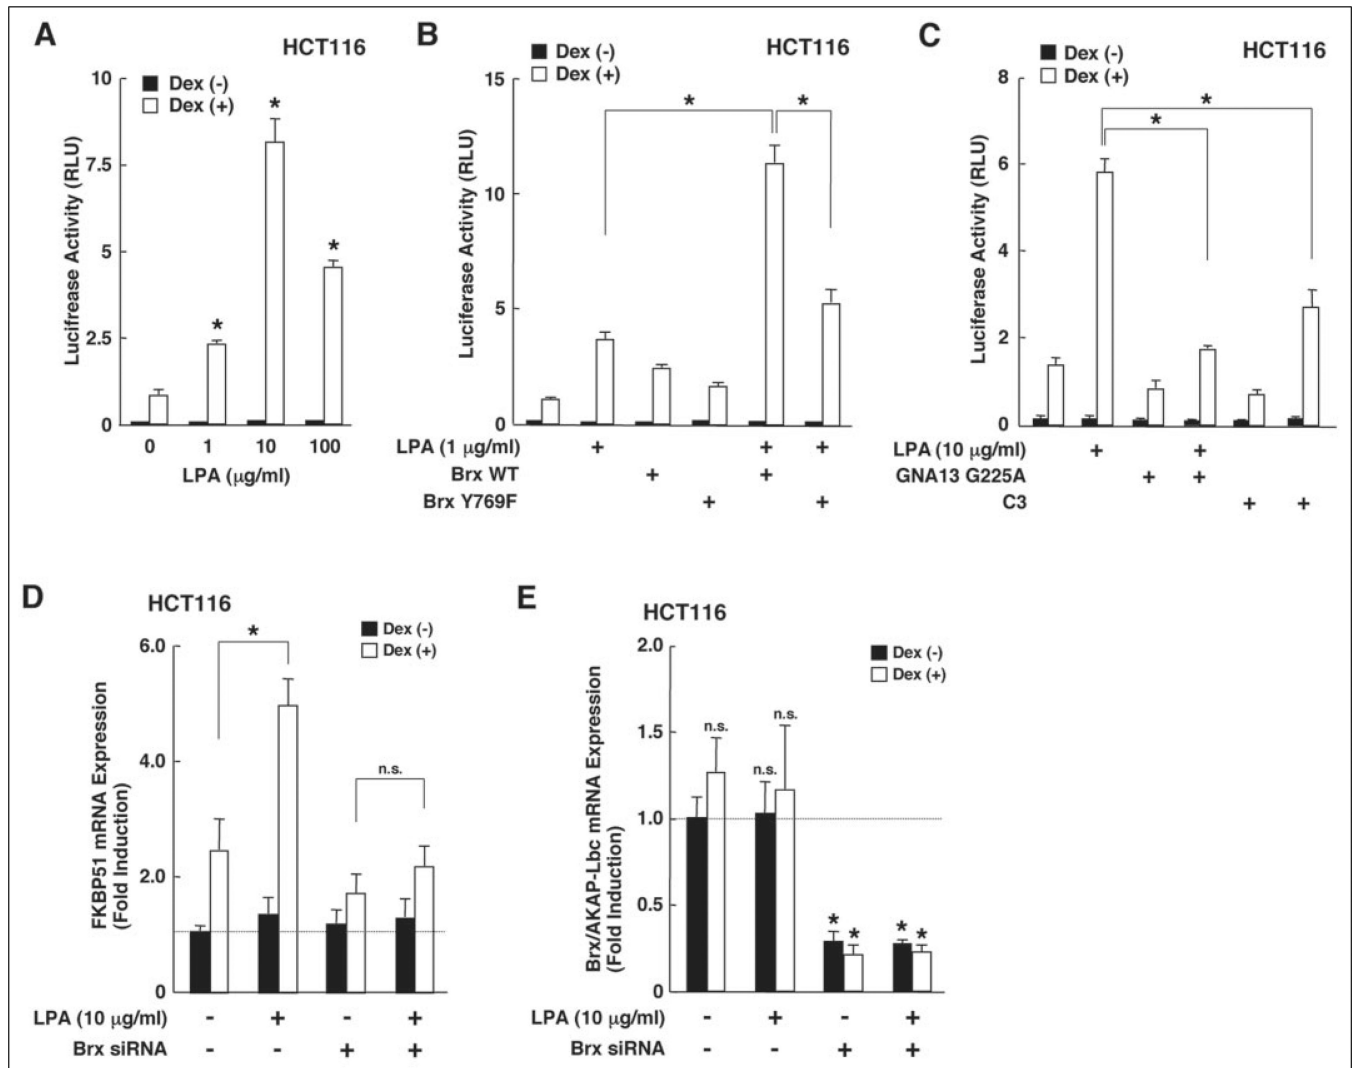 A
HCT116
Dex (-)
Dex (+)
Lucifrease Activity (RLU)
10
7.5
5
2.5
0
*
*
*
0 1 10 100
LPA (μg/ml)
B
HCT116
Dex (-)
Dex (+)
Luciferase Activity (RLU)
15
10
5
0
* *
LPA (1 μg/ml) + + +
Brx WT + +
Brx Y769F + +
C
HCT116
Dex (-)
Dex (+)
Luciferase Activity (RLU)
8
6
4
2
0
*
*
LPA (10 μg/ml) + +
GNA13 G225A + +
C3 + +
D
HCT116
Dex (-)
Dex (+)
FKBP51 mRNA Expression
(Fold Induction)
6.0
4.0
2.0
0
*
n.s.
LPA (10 μg/ml) - + - +
Brx siRNA - - + +
E
HCT116
Dex (-)
Dex (+)
Brx/AKAP-Lbc mRNA Expression
(Fold Induction)
2.0
1.5
1.0
0.5
0
n.s. n.s.
n.s.
* * * *
LPA (10 μg/ml) - + - +
Brx siRNA - - + +